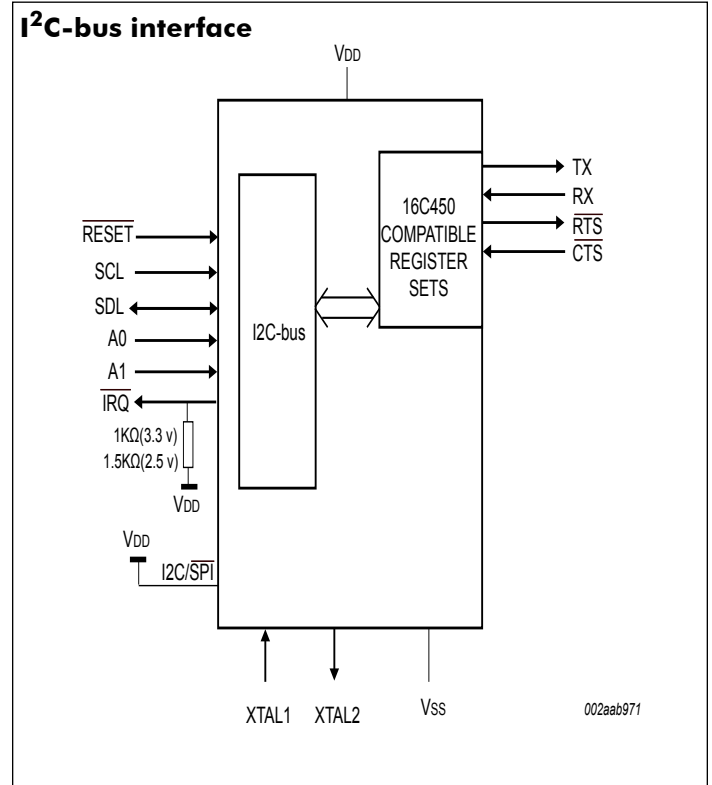 I²C-bus interface
VDD
TX
RX
RTS
CTS
16C450
COMPATIBLE
REGISTER
SETS
RESET
SCL
SDL
A0
A1
IRQ
I2C-bus
1KΩ(3.3 v)
1.5KΩ(2.5 v)
VDD
VDD
I2C/SPI
XTAL1
XTAL2
VSS
002aab971